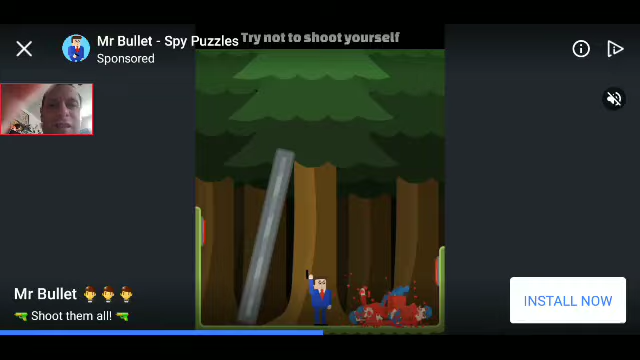 Try not to shoot yourself
Mr Bullet - Spy Puzzles
Sponsored
Mr Bullet
Shoot them all!
INSTALL NOW